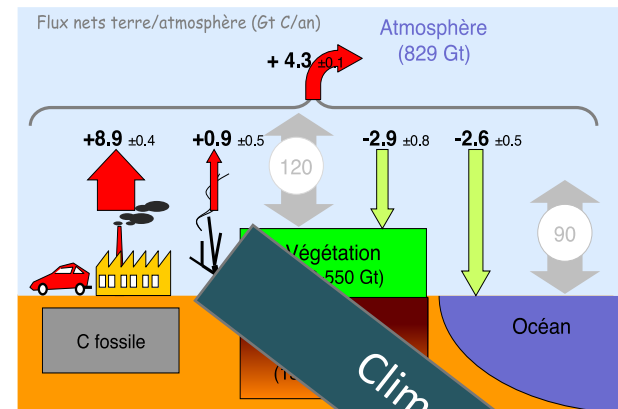 Flux nets terre/atmosphère (Gt C/an)
Atmosphère
(829 Gt)
+ 4.3 ±0.1
+8.9 ±0.4
+0.9 ±0.5
-2.9 ±0.8
-2.6 ±0.5
120
90
Végétation
550 Gt)
Océan
C fossile